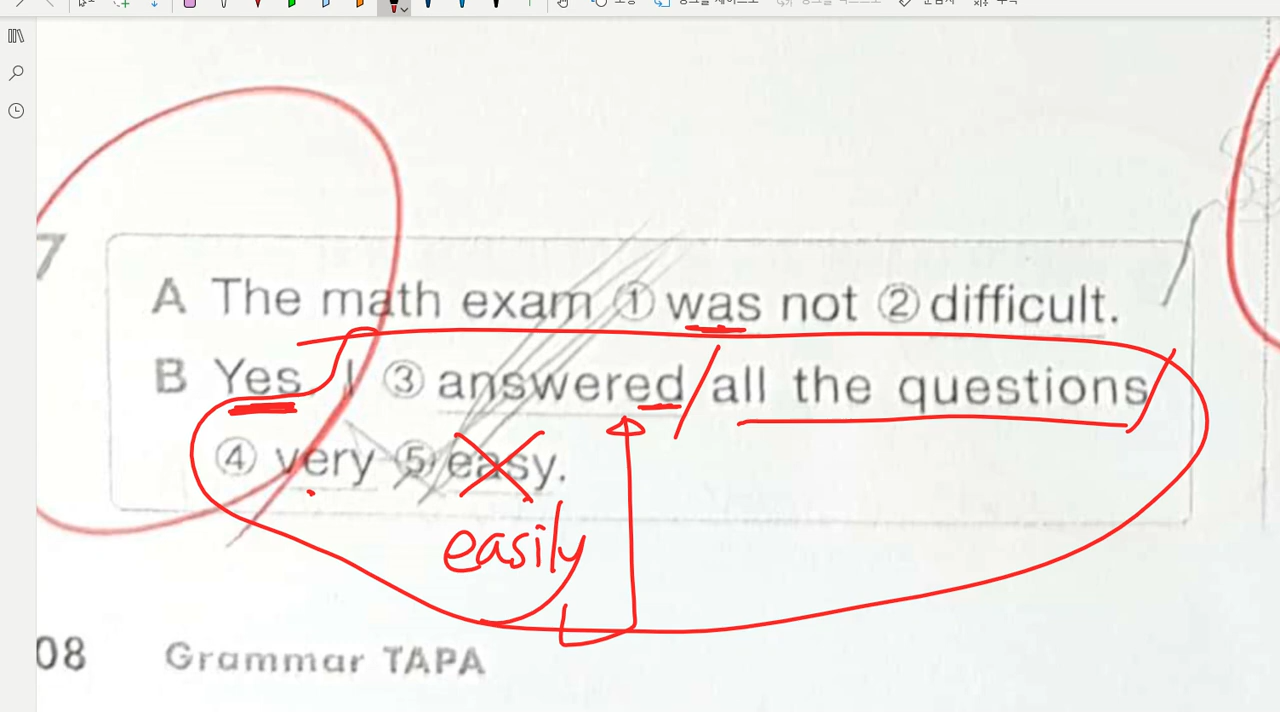 7
A The math exam ① was not ② difficult.
B Yes I ③ answered all the questions
④ very ⑤ easy.
easily
08 Grammar TAPA